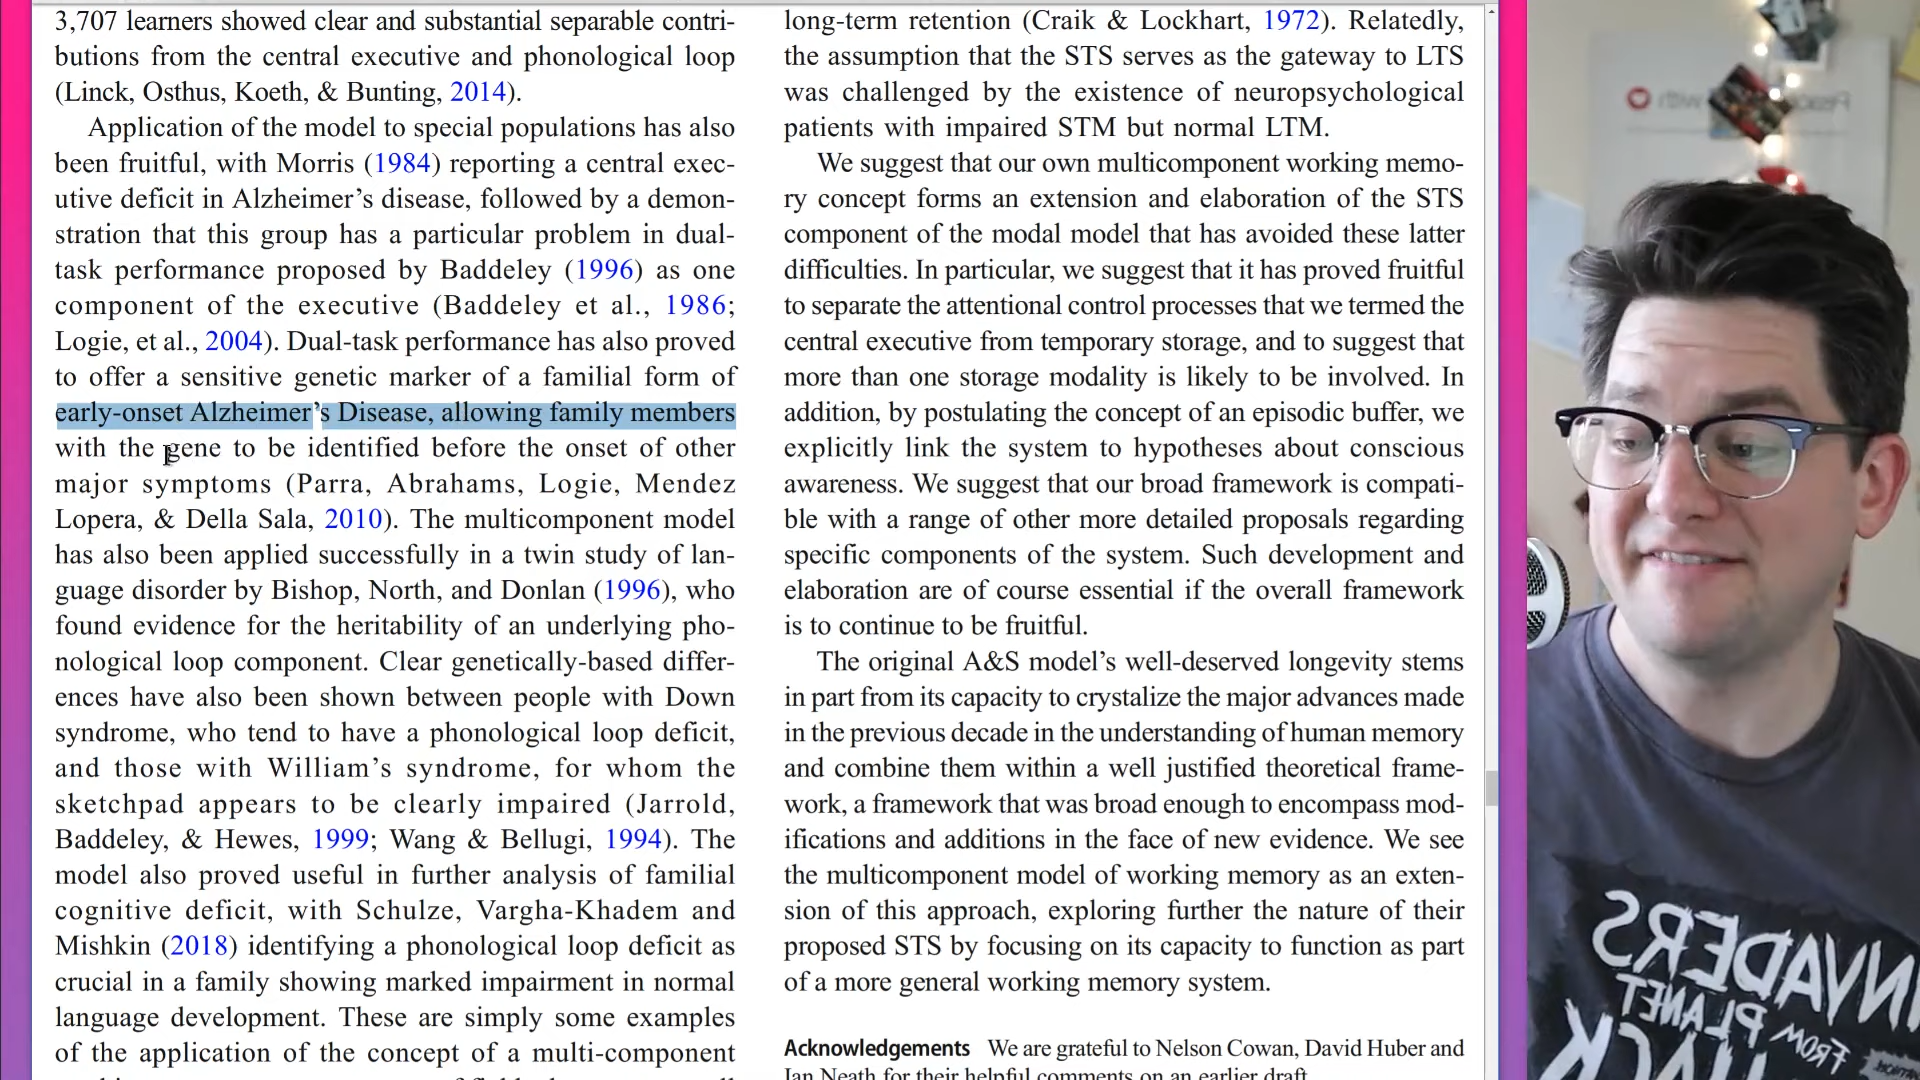 3,707 learners showed clear and substantial separable contri-
butions from the central executive and phonological loop
(Linck, Osthus, Koeth, & Bunting, 2014).
Application of the model to special populations has also
been fruitful, with Morris (1984) reporting a central exec-
utive deficit in Alzheimer's disease, followed by a demon-
stration that this group has a particular problem in dual-
task performance proposed by Baddeley (1996) as one
component of the executive (Baddeley et al., 1986;
Logie, et al., 2004). Dual-task performance has also proved
to offer a sensitive genetic marker of a familial form of
early-onset Alzheimer's Disease, allowing family members
with the gene to be identified before the onset of other
major symptoms (Parra, Abrahams, Logie, Mendez
Lopera, & Della Sala, 2010). The multicomponent model
has also been applied successfully in a twin study of lan-
guage disorder by Bishop, North, and Donlan (1996), who
found evidence for the heritability of an underlying pho-
nological loop component. Clear genetically-based differ-
ences have also been shown between people with Down
syndrome, who tend to have a phonological loop deficit,
and those with William's syndrome, for whom the
sketchpad appears to be clearly impaired (Jarrold,
Baddeley, & Hewes, 1999; Wang & Bellugi, 1994). The
model also proved useful in further analysis of familial
cognitive deficit, with Schulze, Vargha-Khadem and
Mishkin (2018) identifying a phonological loop deficit as
crucial in a family showing marked impairment in normal
language development. These are simply some examples
of the application of the concept of a multi-component
long-term retention (Craik & Lockhart, 1972). Relatedly,
the assumption that the STS serves as the gateway to LTS
was challenged by the existence of neuropsychological
patients with impaired STM but normal LTM.
We suggest that our own multicomponent working memo-
ry concept forms an extension and elaboration of the STS
component of the modal model that has avoided these latter
difficulties. In particular, we suggest that it has proved fruitful
to separate the attentional control processes that we termed the
central executive from temporary storage, and to suggest that
more than one storage modality is likely to be involved. In
addition, by postulating the concept of an episodic buffer, we
explicitly link the system to hypotheses about conscious
awareness. We suggest that our broad framework is compati-
ble with a range of other more detailed proposals regarding
specific components of the system. Such development and
elaboration are of course essential if the overall framework
is to continue to be fruitful.
The original A&S model's well-deserved longevity stems
in part from its capacity to crystalize the major advances made
in the previous decade in the understanding of human memory
and combine them within a well justified theoretical frame-
work, a framework that was broad enough to encompass mod-
ifications and additions in the face of new evidence. We see
the multicomponent model of working memory as an exten-
sion of this approach, exploring further the nature of their
proposed STS by focusing on its capacity to function as part
of a more general working memory system.
Acknowledgements We are grateful to Nelson Cowan, David Huber and
Ian Neath for their helpful comments on an earlier draft.
INVADERS
FROM PLANET